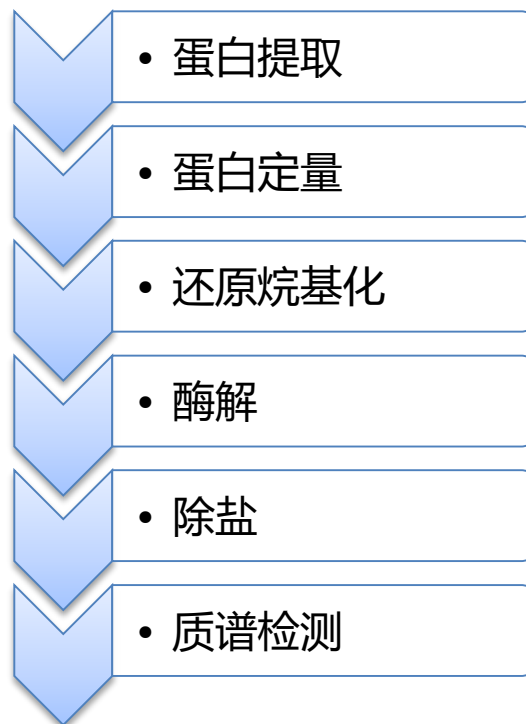 • 蛋白提取
• 蛋白定量
• 还原烷基化
• 酶解
• 除盐
• 质谱检测